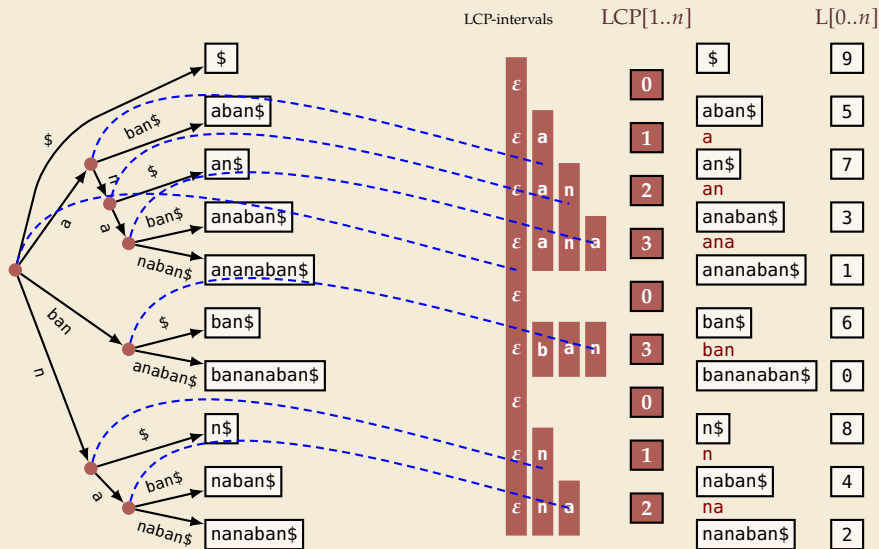 LCP-intervals LCP[1..n] L[0..n]
$ $ 9
ε 0
$ ban$ aban$ aban$ 5
ε a 1 a
$ an$ an$ 7
n ε a n 2 an
a a ban$ anaban$ anaban$ 3
ε a n a 3 ana
naban$ ananaban$ ananaban$ 1
ε 0
ban $ ban$ ban$ 6
ε b a n 3 ban
n anaban$ bananaban$ bananaban$ 0
ε 0
$ n$ n$ 8
ε n 1 n
a ban$ naban$ naban$ 4
ε n a 2 na
naban$ nanaban$ nanaban$ 2